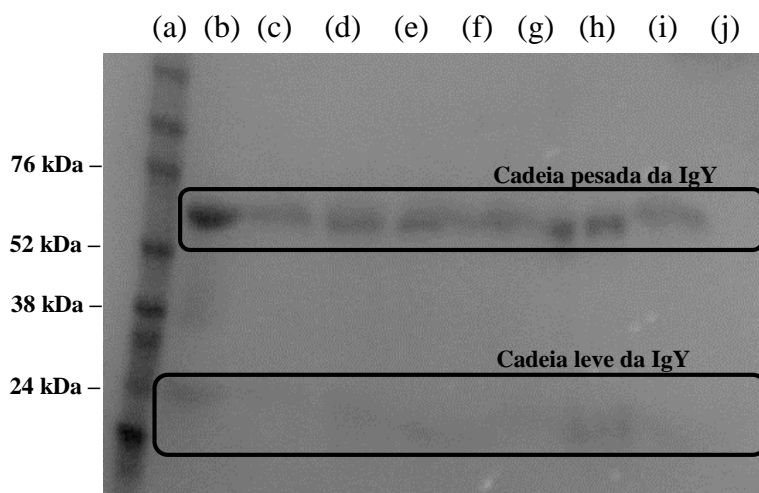 (a) (b) (c) (d) (e) (f) (g) (h) (i) (j)
76 kDa –
Cadeia pesada da IgY
52 kDa –
38 kDa –
Cadeia leve da IgY
24 kDa –